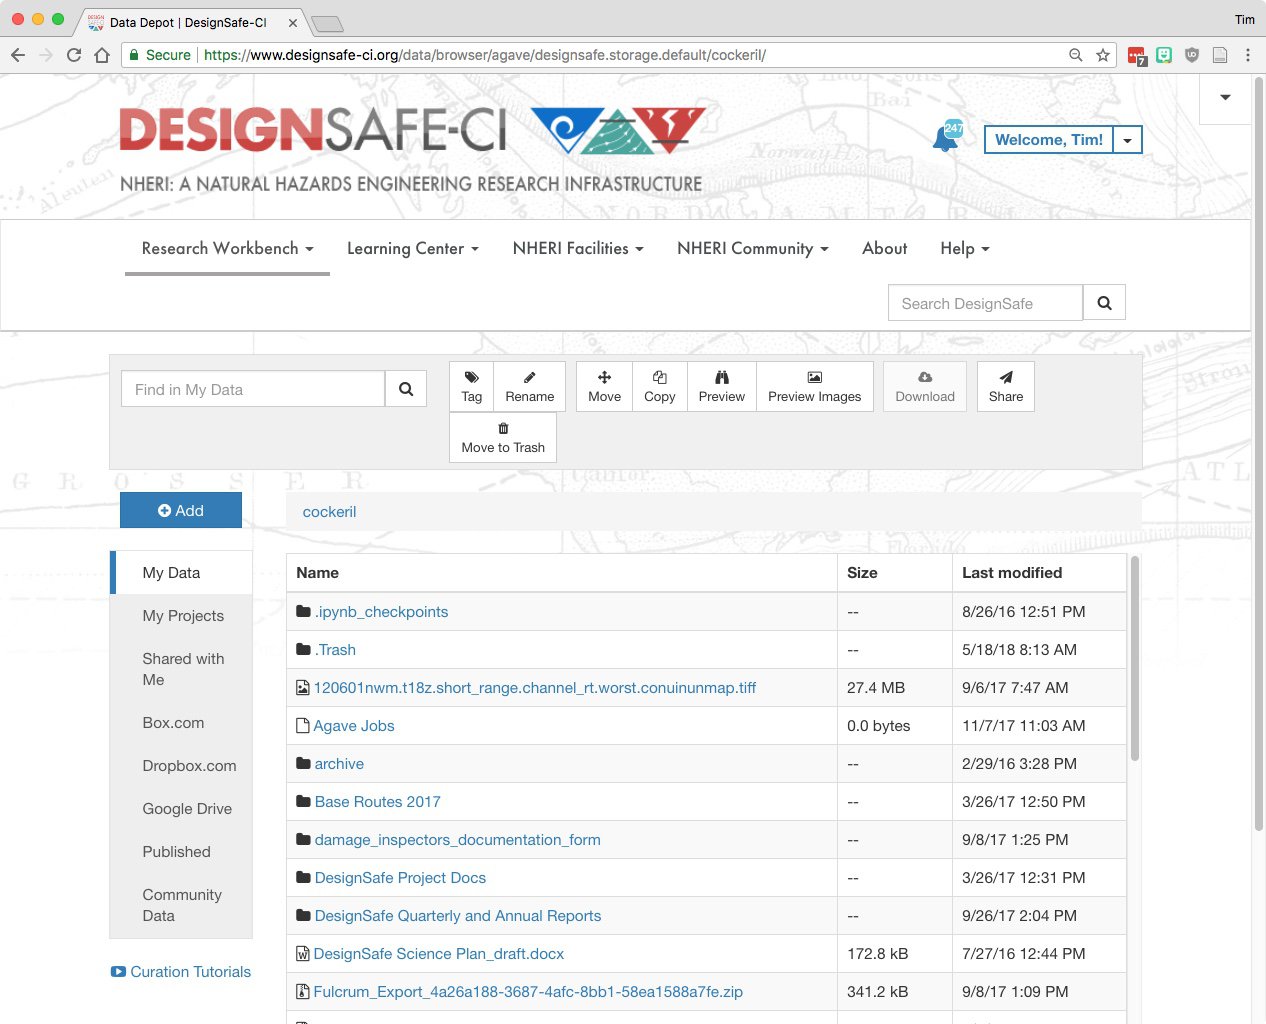 Data Depot | DesignSafe-CI
Tim
Secure https://www.designsafe-ci.org/data/browser/agave/designsafe.storage.default/cockeril/
7
DESIGNSAFE-CI
NHERI: A NATURAL HAZARDS ENGINEERING RESEARCH INFRASTRUCTURE
247
Welcome, Tim!
Research Workbench Learning Center NHERI Facilities NHERI Community About Help
Search DesignSafe
Find in My Data
Tag Rename Move Copy Preview Preview Images Download Share
Move to Trash
Add
cockeril
My Data
My Projects
Shared with
Me
Box.com
Dropbox.com
Google Drive
Published
Community
Data
Curation Tutorials
Name Size Last modified
.ipynb_checkpoints -- 8/26/16 12:51 PM
.Trash -- 5/18/18 8:13 AM
120601nwm.t18z.short_range.channel_rt.worst.conuinunmap.tiff 27.4 MB 9/6/17 7:47 AM
Agave Jobs 0.0 bytes 11/7/17 11:03 AM
archive -- 2/29/16 3:28 PM
Base Routes 2017 -- 3/26/17 12:50 PM
damage_inspectors_documentation_form -- 9/8/17 1:25 PM
DesignSafe Project Docs -- 3/26/17 12:31 PM
DesignSafe Quarterly and Annual Reports -- 9/26/17 2:04 PM
DesignSafe Science Plan_draft.docx 172.8 kB 7/27/16 12:44 PM
Fulcrum_Export_4a26a188-3687-4afc-8bb1-58ea1588a7fe.zip 341.2 kB 9/8/17 1:09 PM